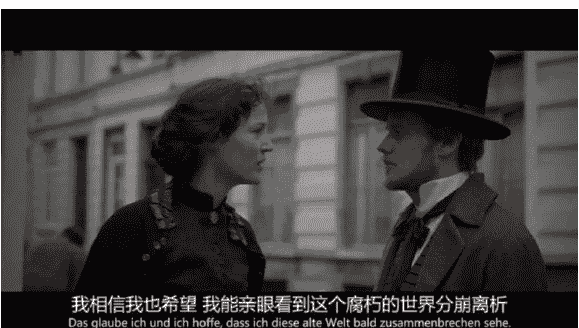 我相信我也希望 我能亲眼看到这个腐朽的世界分崩离析
Das glaube ich und ich hoffe, dass ich diese alte Welt bald zusammenbrechen sehe.